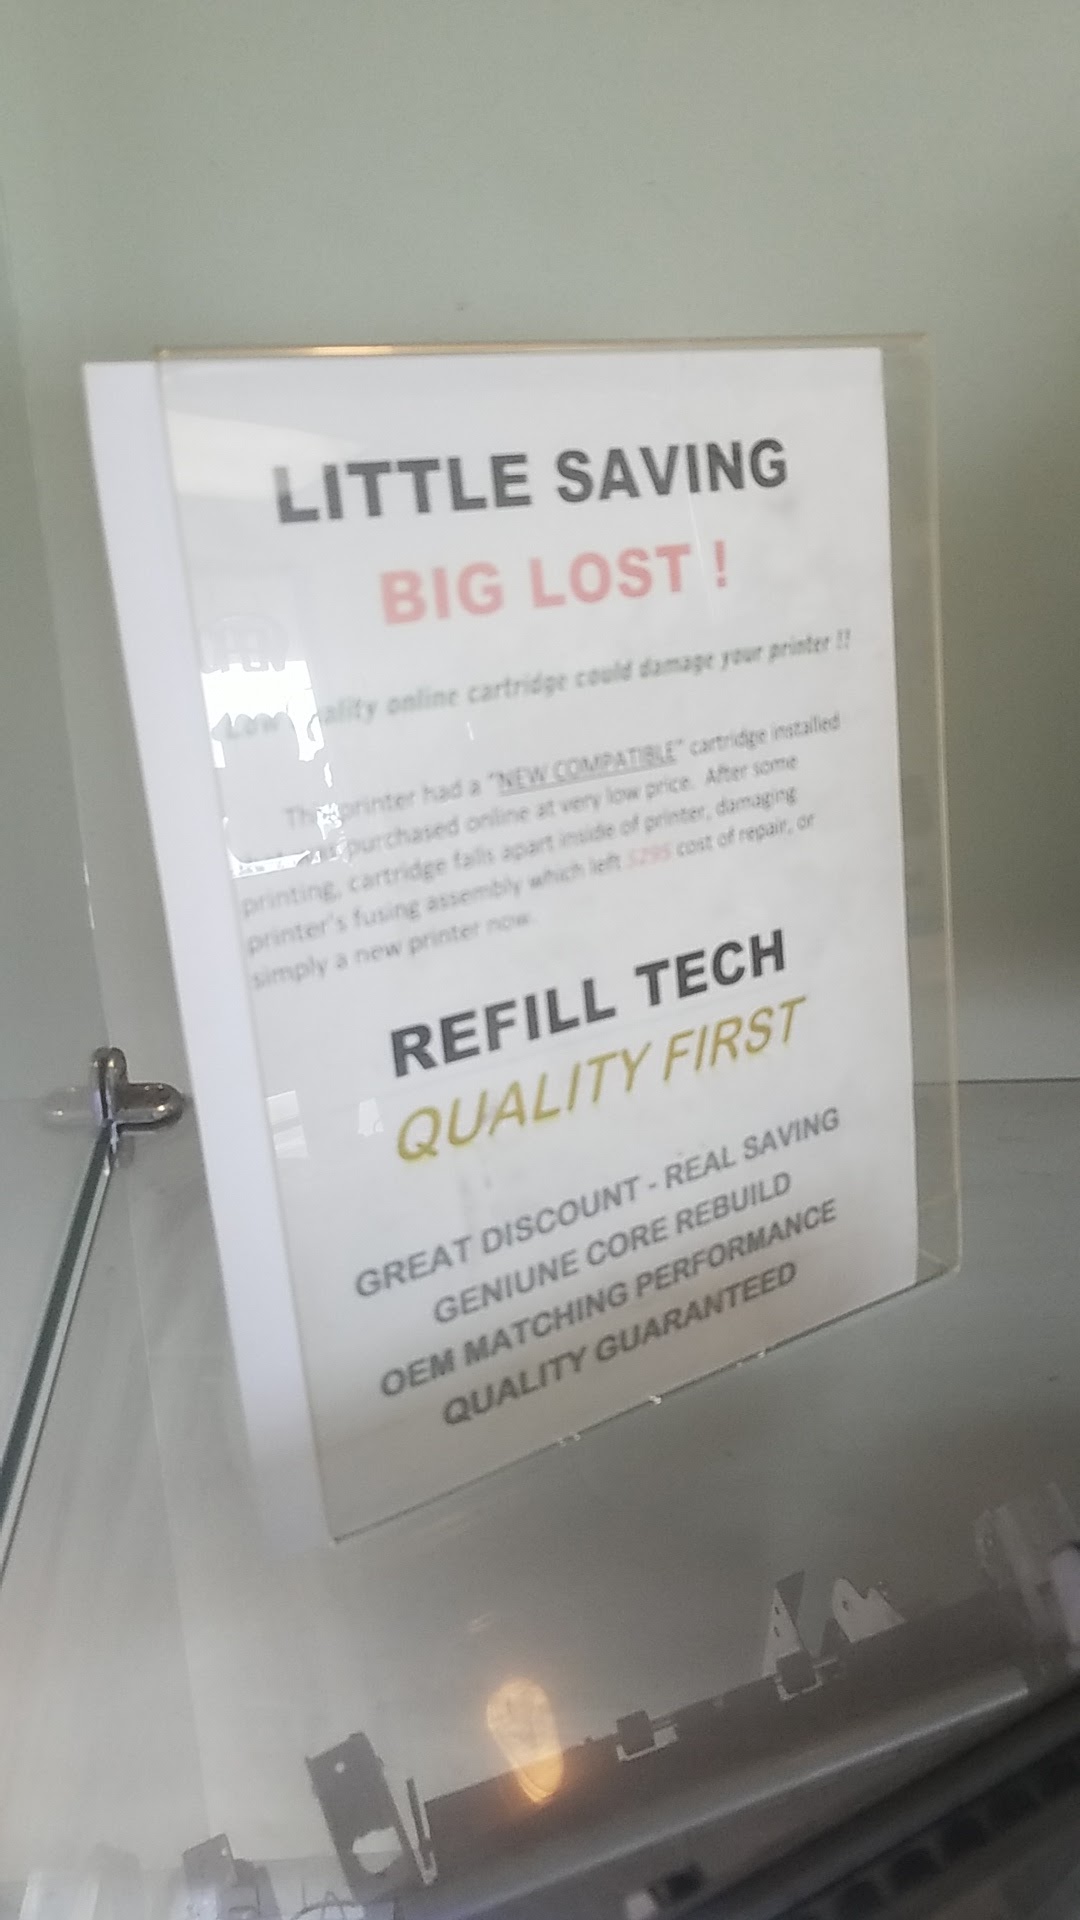 LITTLE SAVING
BIG LOST !
quality online cartridge could damage your printer !!
printer had a "NEW COMPATIBLE" cartridge installed
purchased online at very low price. After some
printing, cartridge falls apart inside of printer, damaging
printer's fusing assembly which left $295 cost of repair, or
simply a new printer now.
REFILL TECH
QUALITY FIRST
GREAT DISCOUNT - REAL SAVING
GENIUNE CORE REBUILD
OEM MATCHING PERFORMANCE
QUALITY GUARANTEED